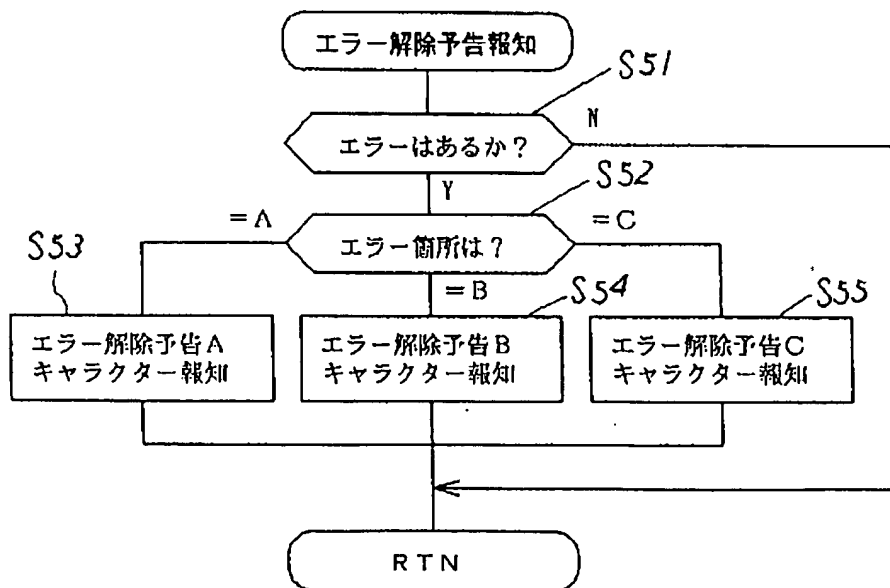 エラー解除予告報知
S51
エラーはあるか?
N
Y
S52
=A
エラー箇所は?
=C
S53
=B
S54
S55
エラー解除予告A
キャラクター報知
エラー解除予告B
キャラクター報知
エラー解除予告C
キャラクター報知
RTN